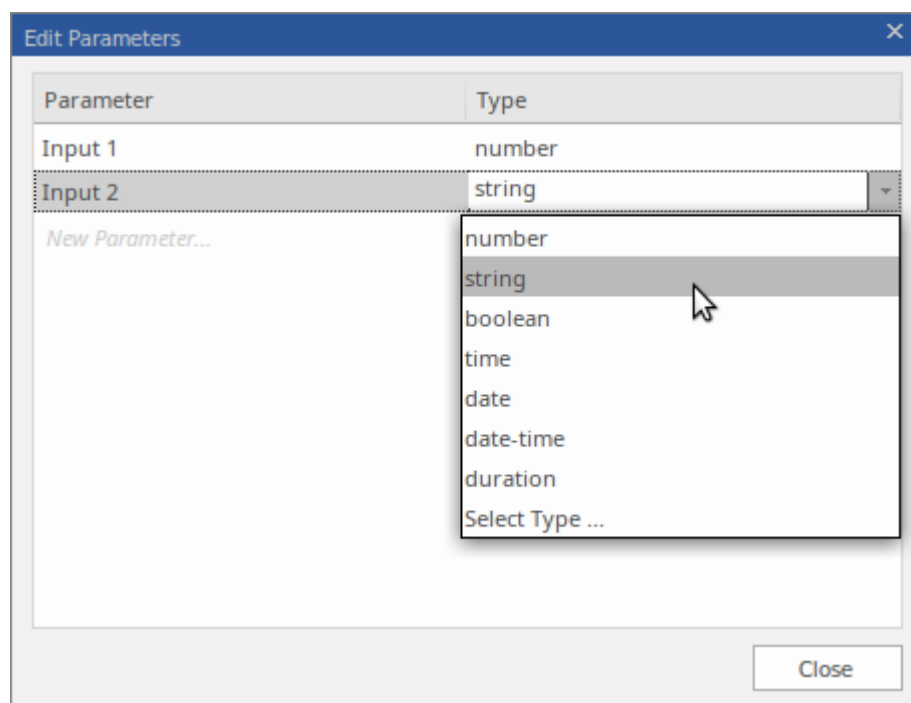 Edit Parameters
Parameter Type
Input 1 number
Input 2 string
New Parameter...
number
string
boolean
time
date
date-time
duration
Select Type ...
Close